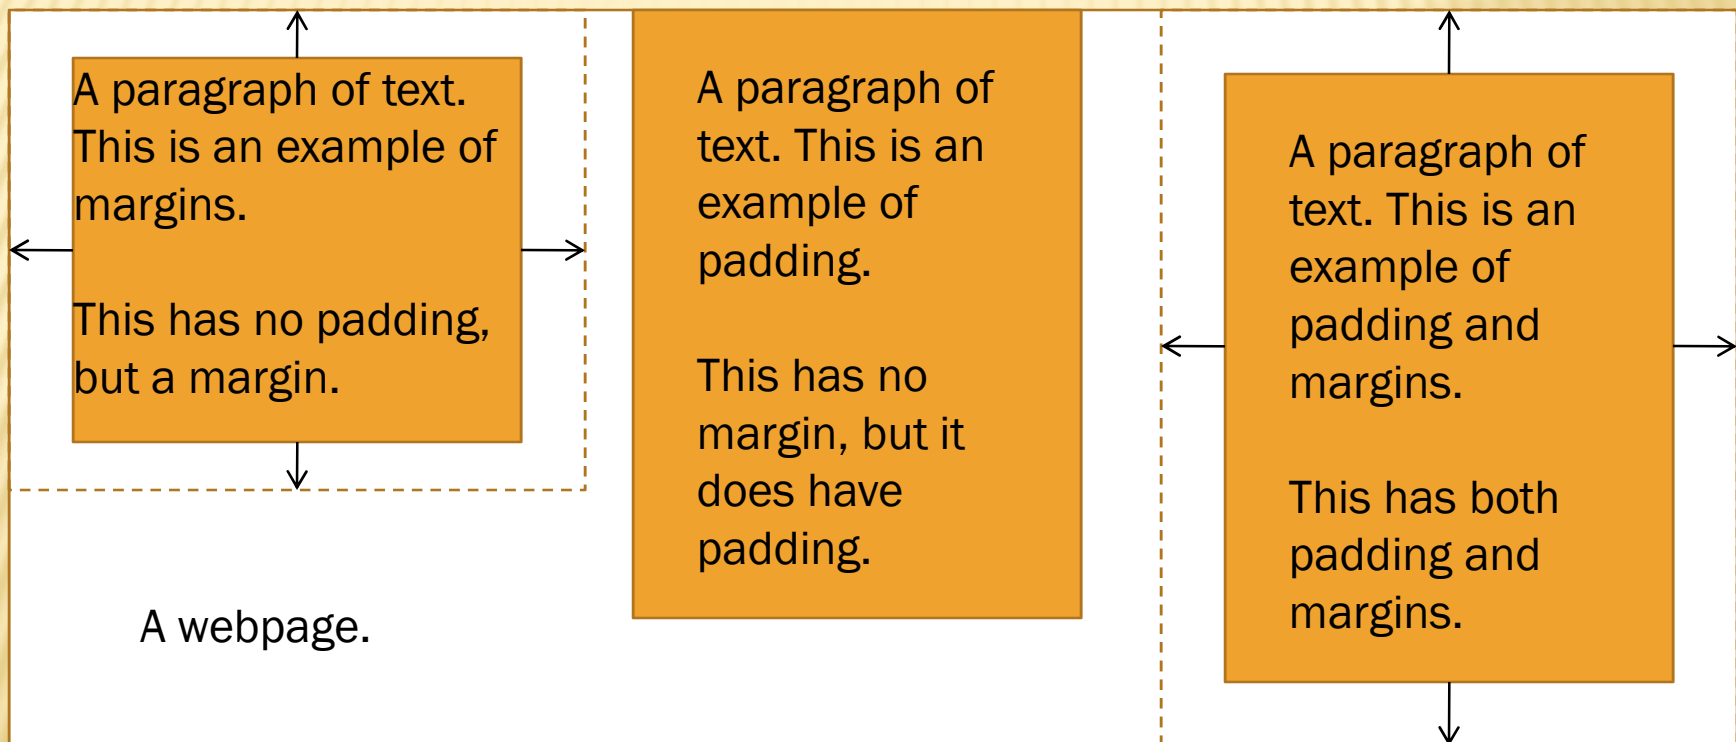 A paragraph of text.
This is an example of
margins.
This has no padding,
but a margin.
A paragraph of
text. This is an
example of
padding.
This has no
margin, but it
does have
padding.
A paragraph of
text. This is an
example of
padding and
margins.
This has both
padding and
margins.
A webpage.